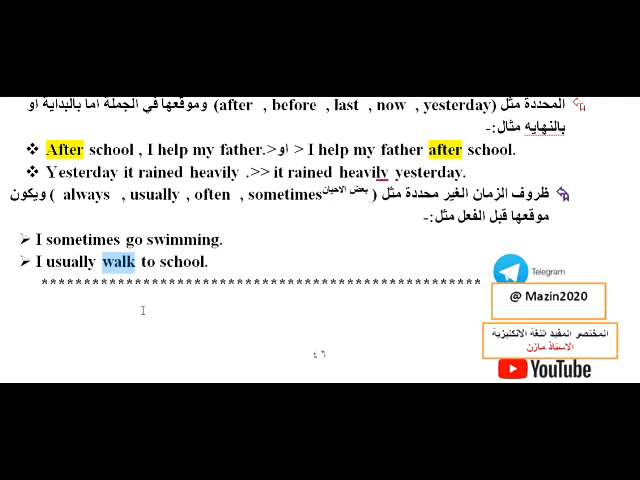 المحددة مثل (after , before , last , now , yesterday) وموقعها في الجملة اما بالبداية او
بالنهايه مثال:-
❖ After school , I help my father.> او < I help my father after school.
❖ Yesterday it rained heavily .>> it rained heavily yesterday.
ظروف الزمان الغير محددة مثل ( always , usually , often , sometimes بعض الاحيان) ويكون
موقعها قبل الفعل مثل:-
➢ I sometimes go swimming.
➢ I usually walk to school.
****************************************************
Telegram
@ Mazin2020
المختصر المفيد اللغة الانكليزية
الاستاذ مازن
٤٦
YouTube